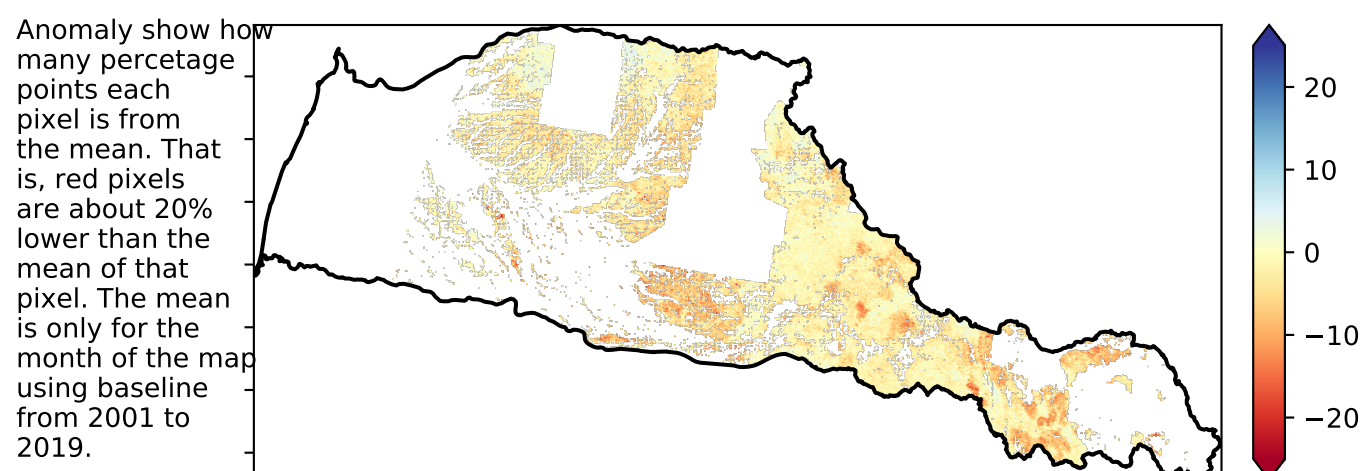 Anomaly show how
many percetage
points each
pixel is from
the mean. That
is, red pixels
are about 20%
lower than the
mean of that
pixel. The mean
is only for the
month of the map
using baseline
from 2001 to
2019.
20
10
0
−10
−20